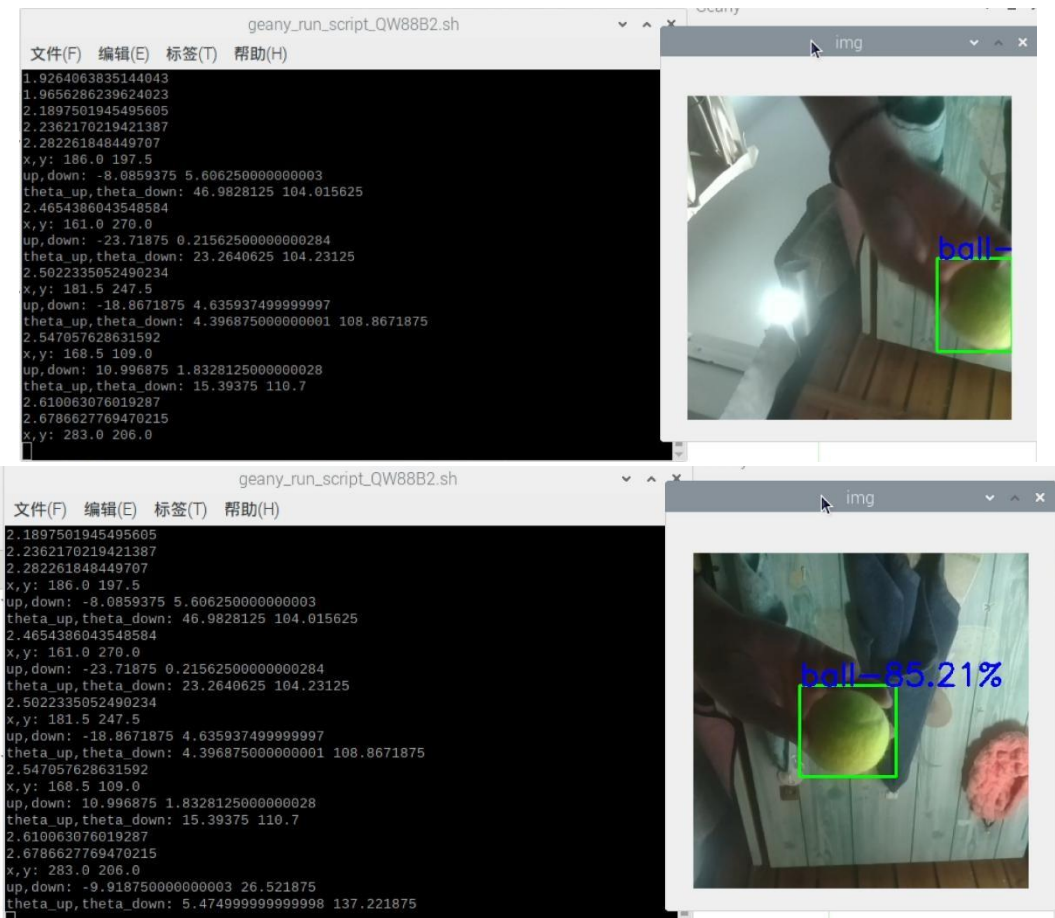 geany_run_script_QW88B2.sh
文件(F) 编辑(E) 标签(T) 帮助(H)
1.9264063835144043
1.9656286239624023
2.1897501945495605
2.2362170219421387
2.282261848449707
x,y: 186.0 197.5
up,down: -8.0859375 5.606250000000003
theta_up,theta_down: 46.9828125 104.015625
2.4654386043548584
x,y: 161.0 270.0
up,down: -23.71875 0.21562500000000284
theta_up,theta_down: 23.2640625 104.23125
2.5022335052490234
x,y: 181.5 247.5
up,down: -18.8671875 4.635937499999997
theta_up,theta_down: 4.396875000000001 108.8671875
2.547057628631592
x,y: 168.5 109.0
up,down: 10.996875 1.8328125000000028
theta_up,theta_down: 15.39375 110.7
2.610063076019287
2.6786627769470215
x,y: 283.0 206.0
img
ball-
geany_run_script_QW88B2.sh
文件(F) 编辑(E) 标签(T) 帮助(H)
2.1897501945495605
2.2362170219421387
2.282261848449707
x,y: 186.0 197.5
up,down: -8.0859375 5.606250000000003
theta_up,theta_down: 46.9828125 104.015625
2.4654386043548584
x,y: 161.0 270.0
up,down: -23.71875 0.21562500000000284
theta_up,theta_down: 23.2640625 104.23125
2.5022335052490234
x,y: 181.5 247.5
up,down: -18.8671875 4.635937499999997
theta_up,theta_down: 4.396875000000001 108.8671875
2.547057628631592
x,y: 168.5 109.0
up,down: 10.996875 1.8328125000000028
theta_up,theta_down: 15.39375 110.7
2.610063076019287
2.6786627769470215
x,y: 283.0 206.0
up,down: -9.918750000000003 26.521875
theta_up,theta_down: 5.474999999999998 137.221875
img
ball-85.21%